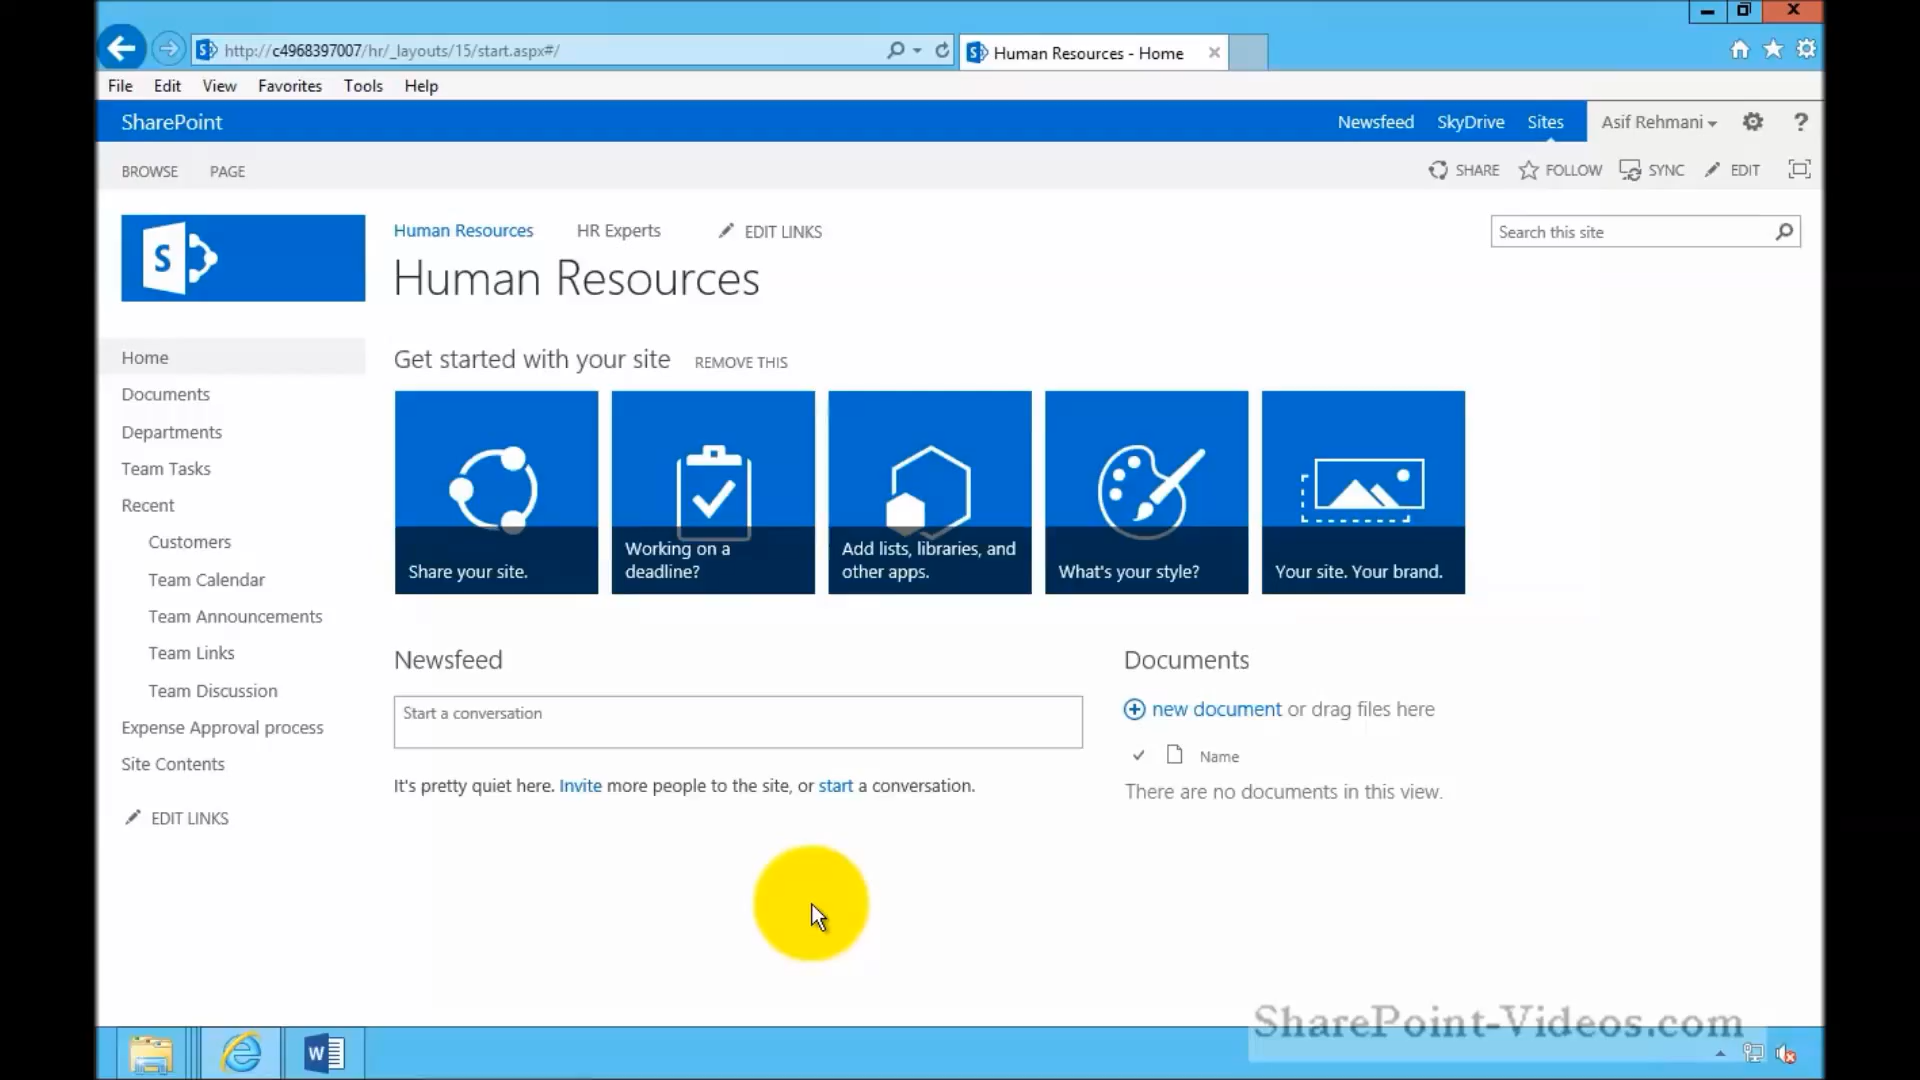 http://c4968397007/hr/_layouts/15/start.aspx#/
Human Resources - Home
File Edit View Favorites Tools Help
SharePoint
Newsfeed SkyDrive Sites Asif Rehmani ?
BROWSE PAGE
SHARE FOLLOW SYNC EDIT
S
Human Resources HR Experts EDIT LINKS
Search this site
Human Resources
Home
Documents
Departments
Team Tasks
Recent
Customers
Team Calendar
Team Announcements
Team Links
Team Discussion
Expense Approval process
Site Contents
EDIT LINKS
Get started with your site REMOVE THIS
Share your site.
Working on a
deadline?
Add lists, libraries, and
other apps.
What's your style?
Your site. Your brand.
Newsfeed
Start a conversation
It's pretty quiet here. Invite more people to the site, or start a conversation.
Documents
new document or drag files here
Name
There are no documents in this view.
SharePoint-Videos.com